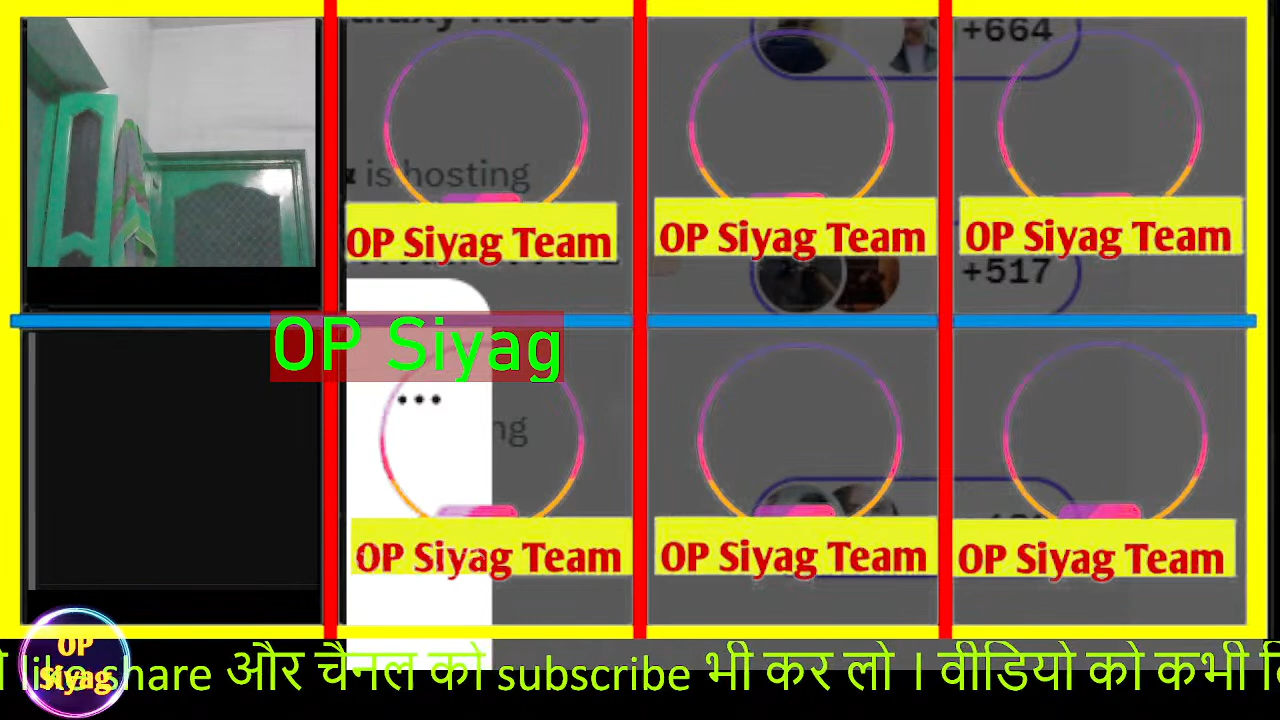 +664
is hosting
OP Siyag Team
OP Siyag Team
OP Siyag Team
+517
OP Siyag
OP Siyag Team
OP Siyag Team
OP Siyag Team
OP
Siyag
like share और चैनल को subscribe भी कर लो । वीडियो को कभी